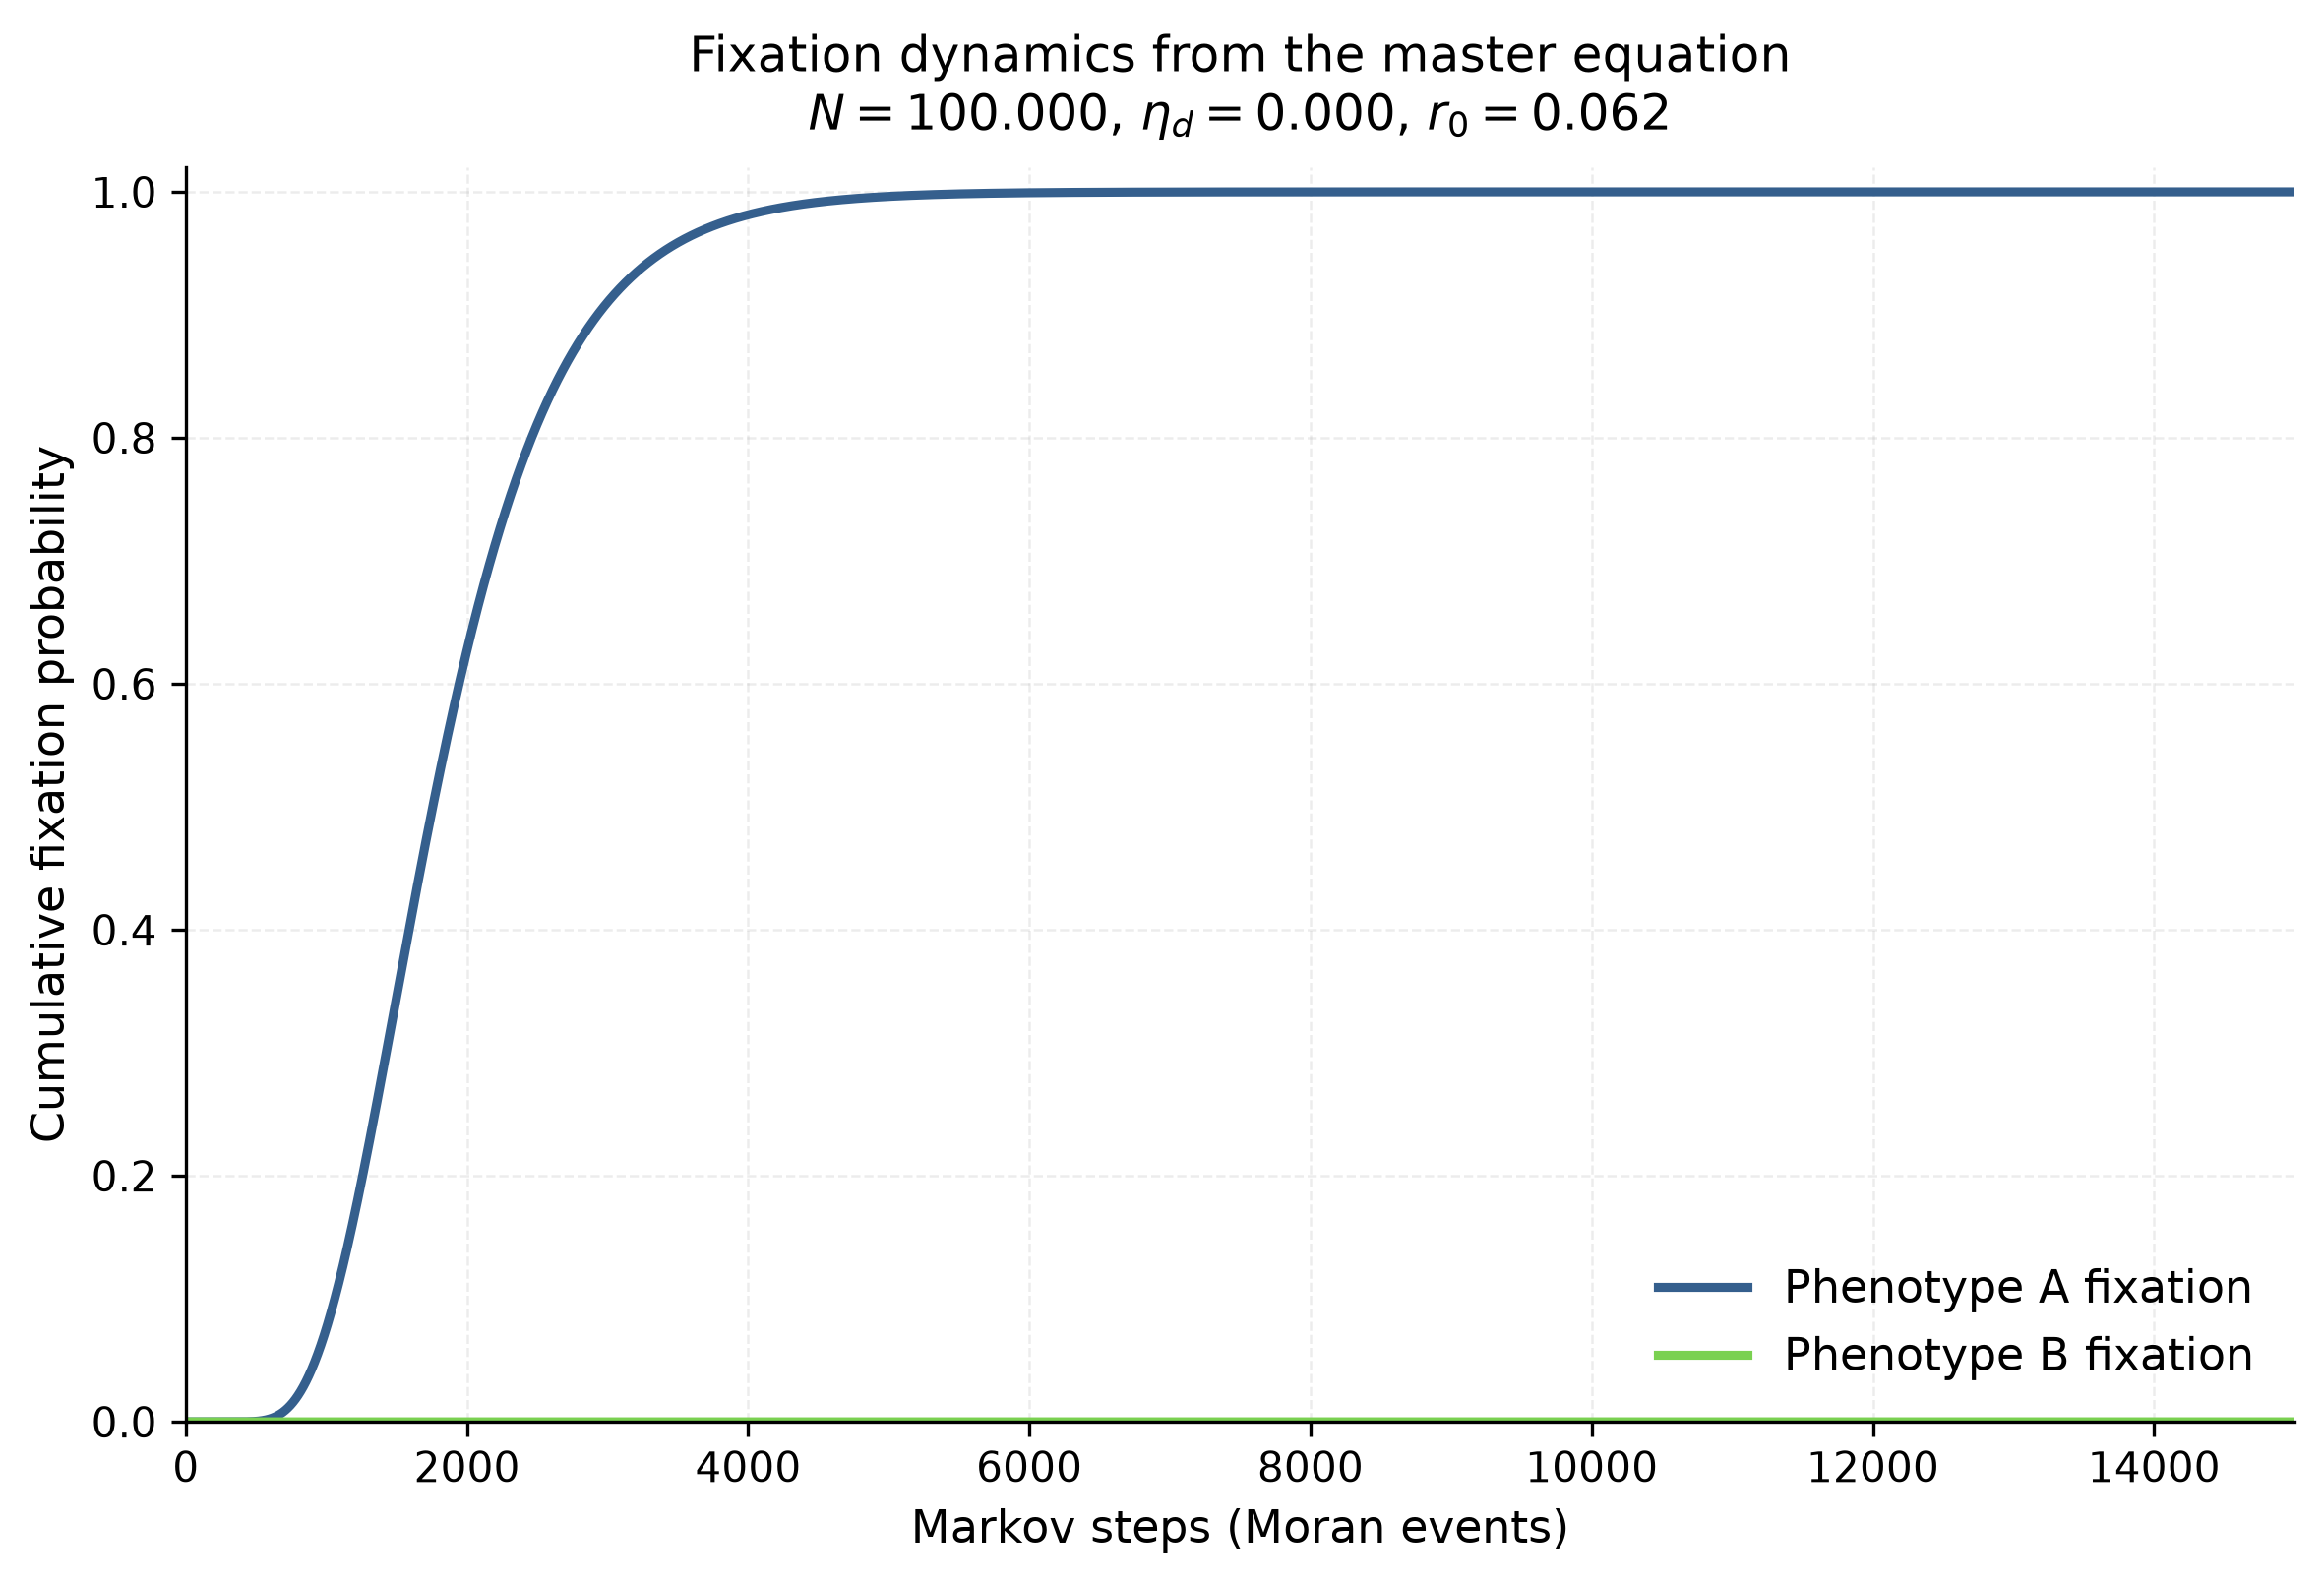 Fixation dynamics from the master equation
N = 100.000, η_d = 0.000, r_0 = 0.062
Cumulative fixation probability
1.0
0.8
0.6
0.4
0.2
0.0
0 2000 4000 6000 8000 10000 12000 14000
Markov steps (Moran events)
Phenotype A fixation
Phenotype B fixation